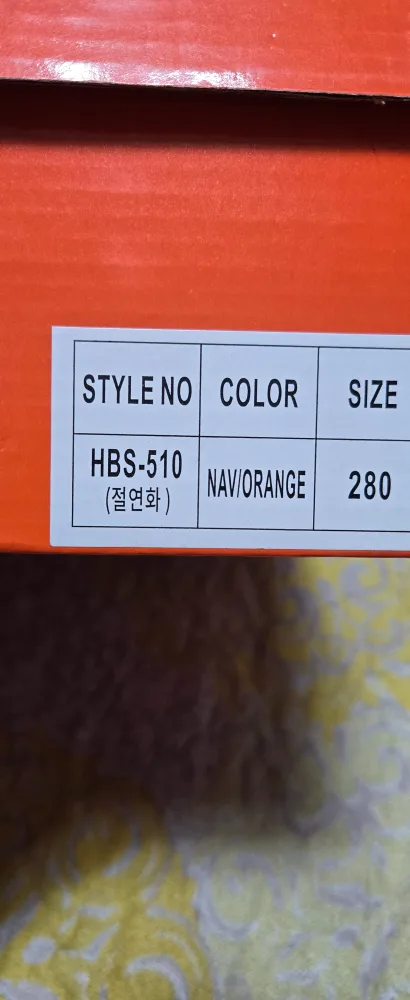 STYLE NO COLOR SIZE
HBS-510 NAV/ORANGE 280
(절연화)